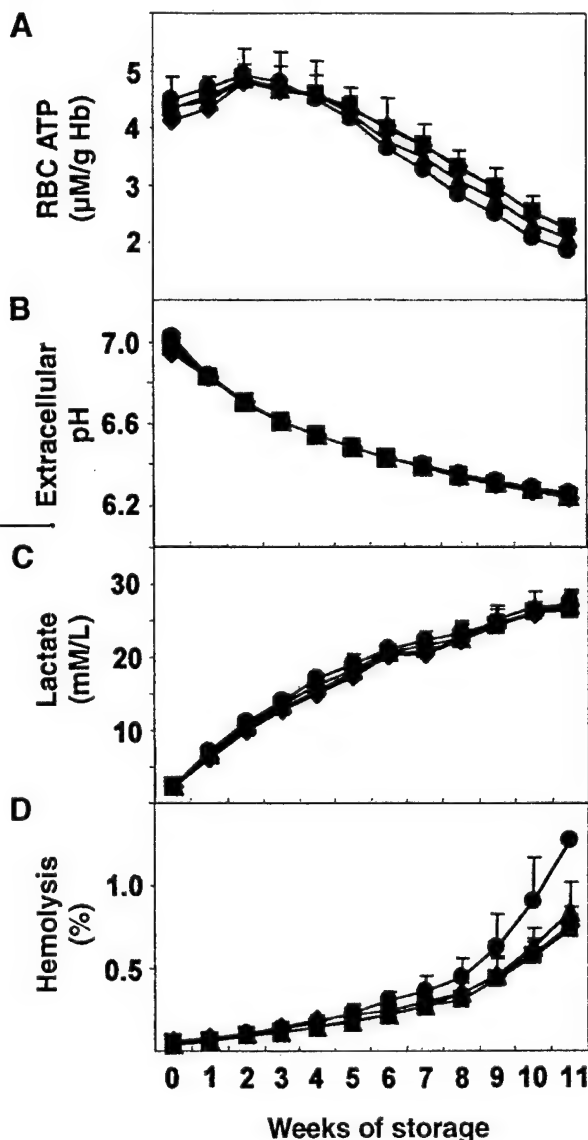 A
RBC ATP
(µM/g Hb)
5
4
3
2
B
Extracellular
pH
7.0
6.6
6.2
C
Lactate
(mM/L)
30
20
10
D
Hemolysis
(%)
1.0
0.5
0 1 2 3 4 5 6 7 8 9 10 11
Weeks of storage